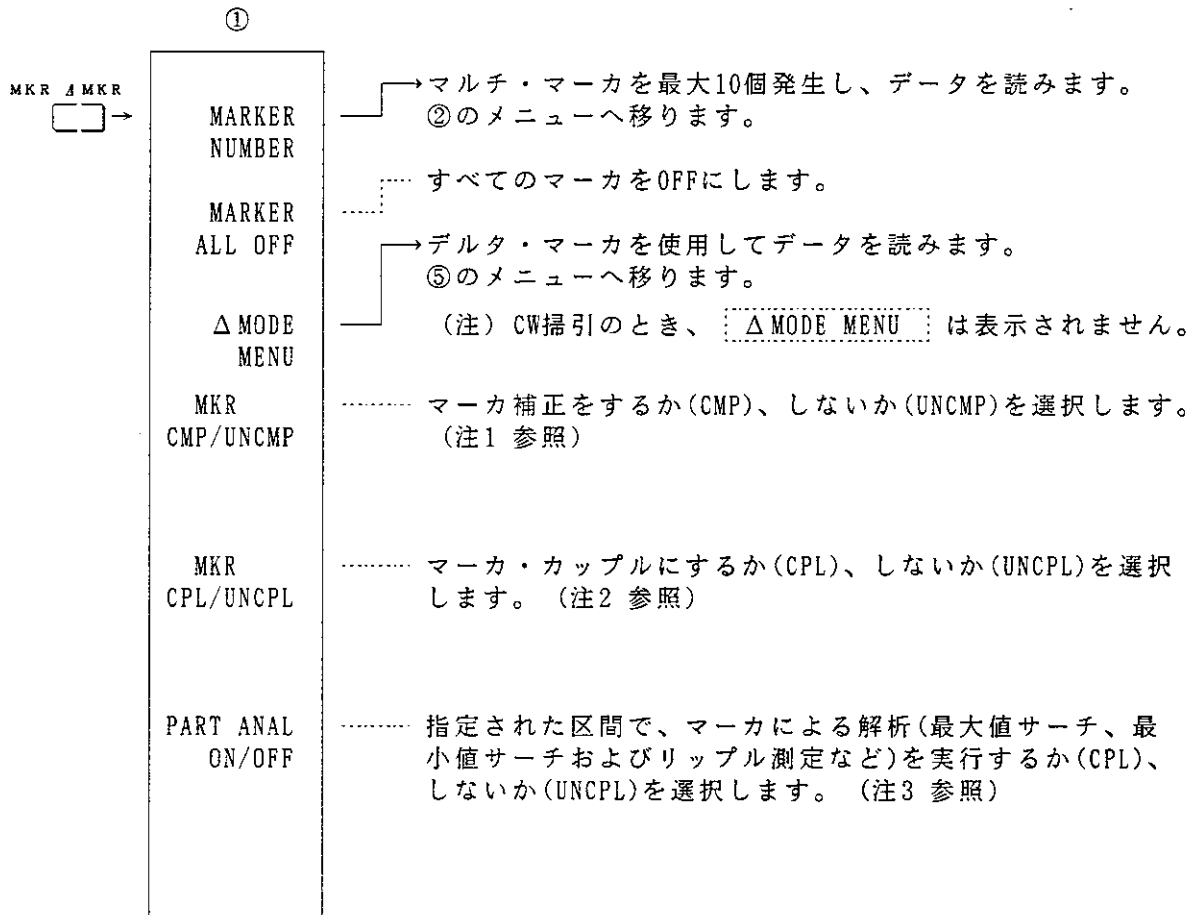 ①
MKR ΔMKR
MARKER
NUMBER
マルチ・マーカを最大10個発生し、データを読みます。
②のメニューへ移ります。
MARKER
ALL OFF
すべてのマーカをOFFにします。
ΔMODE
MENU
デルタ・マーカを使用してデータを読みます。
⑤のメニューへ移ります。
(注) CW掃引のとき、 ΔMODE MENU は表示されません。
MKR
CMP/UNCMP
マーカ補正をするか(CMP)、しないか(UNCMP)を選択します。
(注1 参照)
MKR
CPL/UNCPL
マーカ・カップルにするか(CPL)、しないか(UNCPL)を選択
します。 (注2 参照)
PART ANAL
ON/OFF
指定された区間で、マーカによる解析(最大値サーチ、最
小値サーチおよびリップル測定など)を実行するか(CPL)、
しないか(UNCPL)を選択します。 (注3 参照)